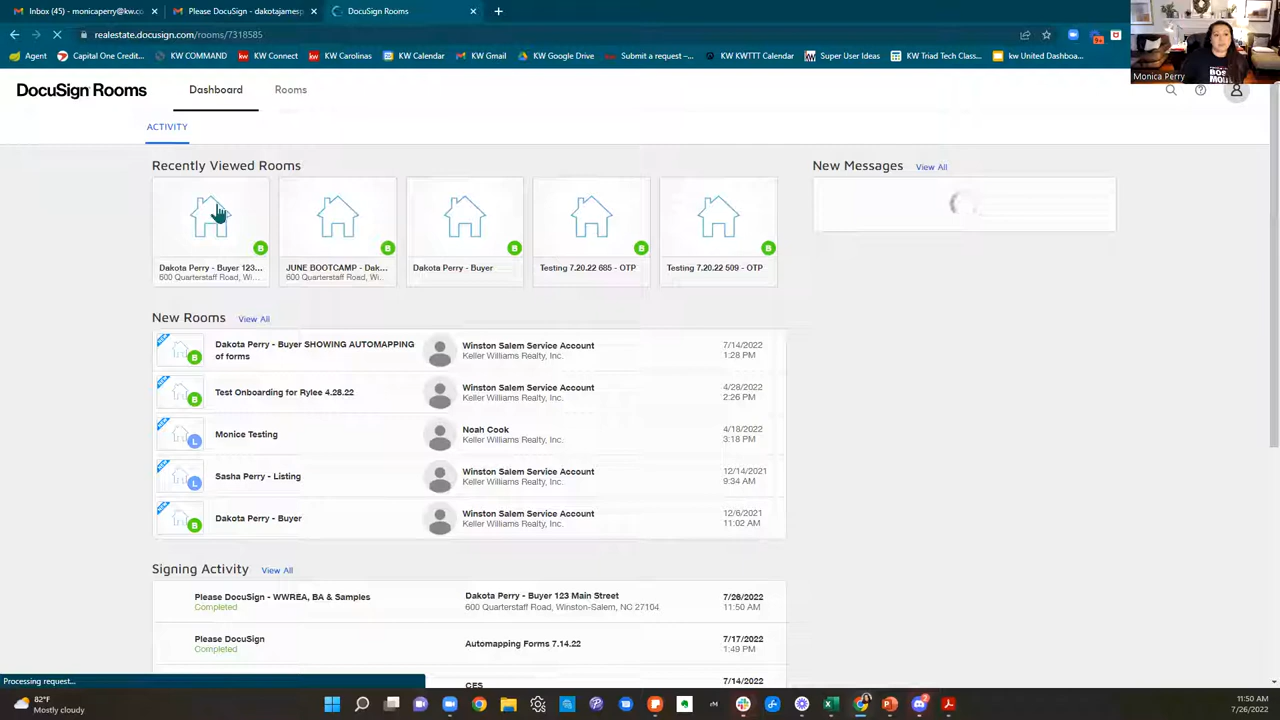 Inbox (45) - monicaperry@kw.co
Please DocuSign - dakotajamesp
DocuSign Rooms
realestate.docusign.com/rooms/7318585
Agent
Capital One Credit...
KW COMMAND
KW Connect
KW Carolinas
KW Calendar
KW Gmail
KW Google Drive
Submit a request –...
KW KWTTT Calendar
Super User Ideas
KW Triad Tech Class...
kw United Dashboa...
Monica Perry
DocuSign Rooms
Dashboard
Rooms
ACTIVITY
Recently Viewed Rooms
New Messages
View All
B
B
B
B
B
Dakota Perry - Buyer 123...
600 Quarterstaff Road, Wi...
JUNE BOOTCAMP - Dak...
600 Quarterstaff Road, Wi...
Dakota Perry - Buyer
Testing 7.20.22 685 - OTP
Testing 7.20.22 509 - OTP
New Rooms
View All
NEW
B
Dakota Perry - Buyer SHOWING AUTOMAPPING
of forms
Winston Salem Service Account
Keller Williams Realty, Inc.
7/14/2022
1:28 PM
NEW
B
Test Onboarding for Rylee 4.28.22
Winston Salem Service Account
Keller Williams Realty, Inc.
4/28/2022
2:26 PM
NEW
L
Monice Testing
Noah Cook
Keller Williams Realty, Inc.
4/18/2022
3:18 PM
NEW
L
Sasha Perry - Listing
Winston Salem Service Account
Keller Williams Realty, Inc.
12/14/2021
9:34 AM
NEW
B
Dakota Perry - Buyer
Winston Salem Service Account
Keller Williams Realty, Inc.
12/6/2021
11:02 AM
Signing Activity
View All
Please DocuSign - WWREA, BA & Samples
Completed
Dakota Perry - Buyer 123 Main Street
600 Quarterstaff Road, Winston-Salem, NC 27104
7/26/2022
11:50 AM
Please DocuSign
Completed
Automapping Forms 7.14.22
7/17/2022
1:49 PM
CES
7/14/2022
Processing request...
82°F
Mostly cloudy
11:50 AM
7/26/2022